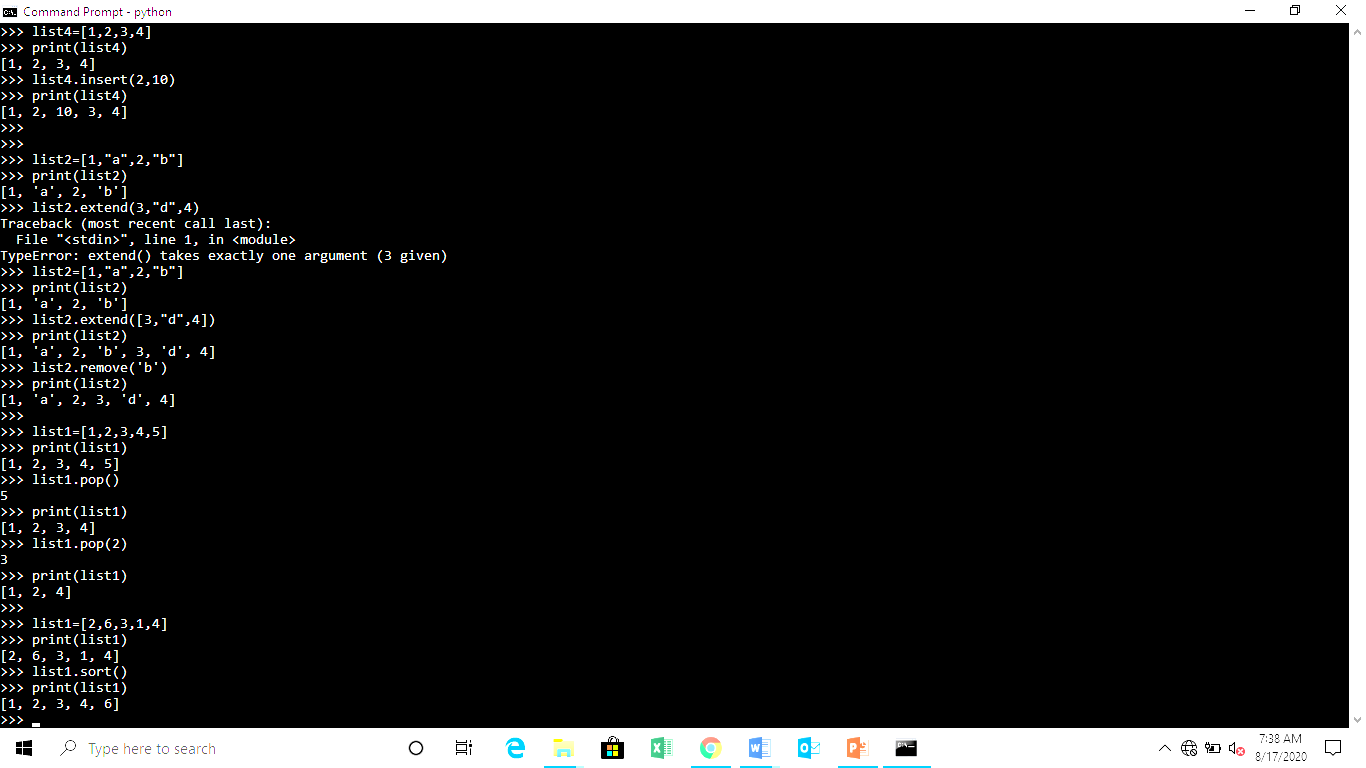 Command Prompt - python
>>> list4=[1,2,3,4]
>>> print(list4)
[1, 2, 3, 4]
>>> list4.insert(2,10)
>>> print(list4)
[1, 2, 10, 3, 4]
>>>
>>>
>>> list2=[1,"a",2,"b"]
>>> print(list2)
[1, 'a', 2, 'b']
>>> list2.extend(3,"d",4)
Traceback (most recent call last):
  File "<stdin>", line 1, in <module>
TypeError: extend() takes exactly one argument (3 given)
>>> list2=[1,"a",2,"b"]
>>> print(list2)
[1, 'a', 2, 'b']
>>> list2.extend([3,"d",4])
>>> print(list2)
[1, 'a', 2, 'b', 3, 'd', 4]
>>> list2.remove('b')
>>> print(list2)
[1, 'a', 2, 3, 'd', 4]
>>>
>>> list1=[1,2,3,4,5]
>>> print(list1)
[1, 2, 3, 4, 5]
>>> list1.pop()
5
>>> print(list1)
[1, 2, 3, 4]
>>> list1.pop(2)
3
>>> print(list1)
[1, 2, 4]
>>>
>>> list1=[2,6,3,1,4]
>>> print(list1)
[2, 6, 3, 1, 4]
>>> list1.sort()
>>> print(list1)
[1, 2, 3, 4, 6]
>>>
Type here to search
7:38 AM
8/17/2020